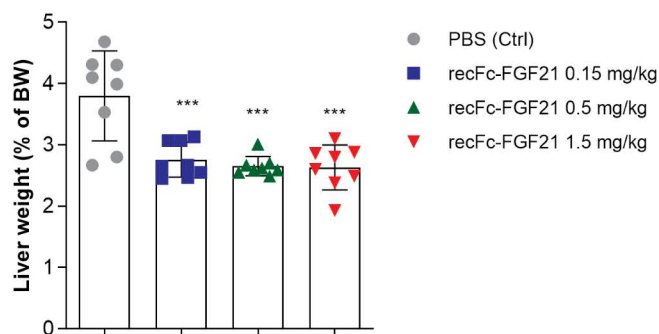 Liver weight (% of BW)
5
4
3
2
1
0
***
***
***
PBS (Ctrl)
recFc-FGF21 0.15 mg/kg
recFc-FGF21 0.5 mg/kg
recFc-FGF21 1.5 mg/kg